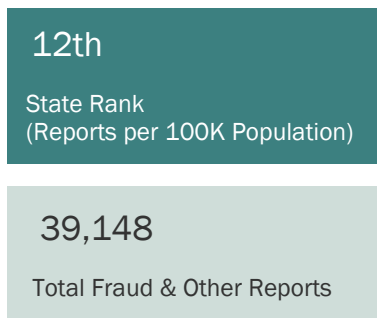 12th
State Rank
(Reports per 100K Population)
39,148
Total Fraud & Other Reports